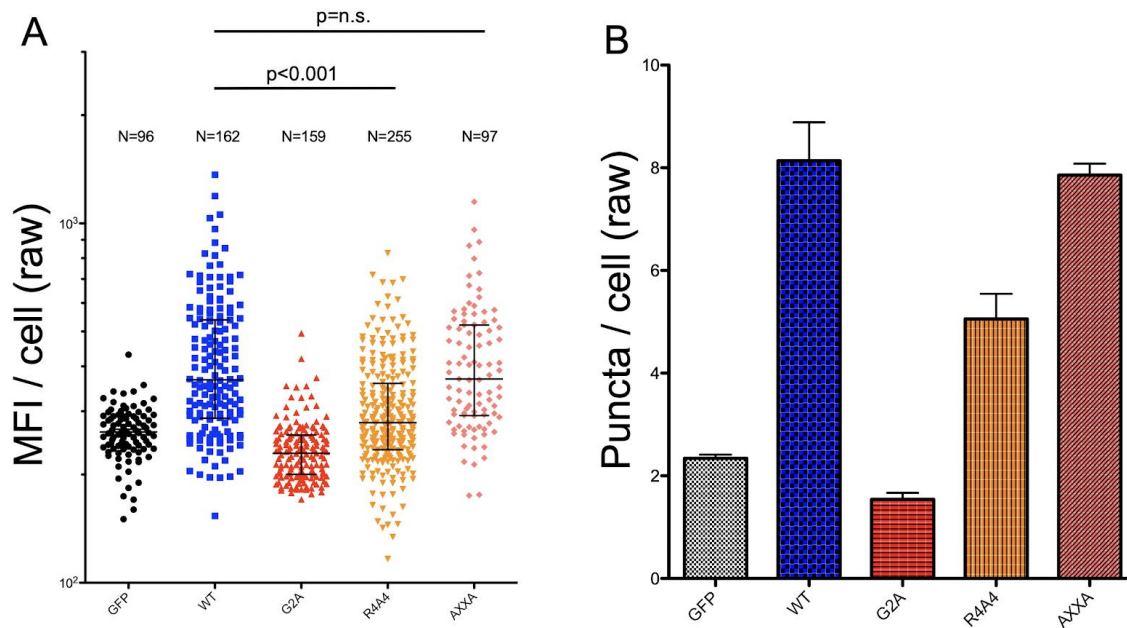 A
p=n.s.
p<0.001
N=96 N=162 N=159 N=255 N=97
MFI / cell (raw)
10³
10²
GFP WT G2A R4A4 AXXA
B
Puncta / cell (raw)
10
8
6
4
2
0
GFP WT G2A R4A4 AXXA